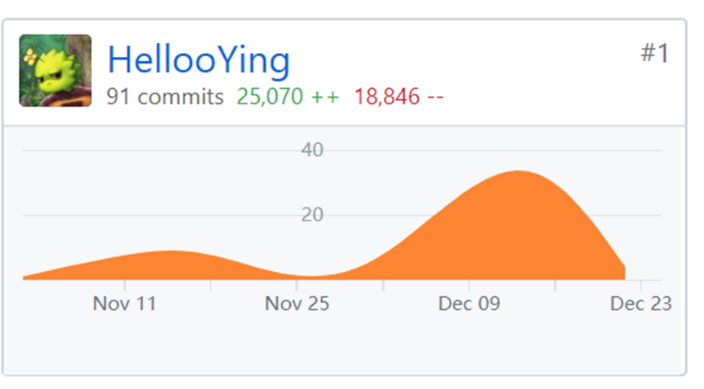 HellooYing
#1
91 commits 25,070 ++ 18,846 --
40
20
Nov 11 Nov 25 Dec 09 Dec 23